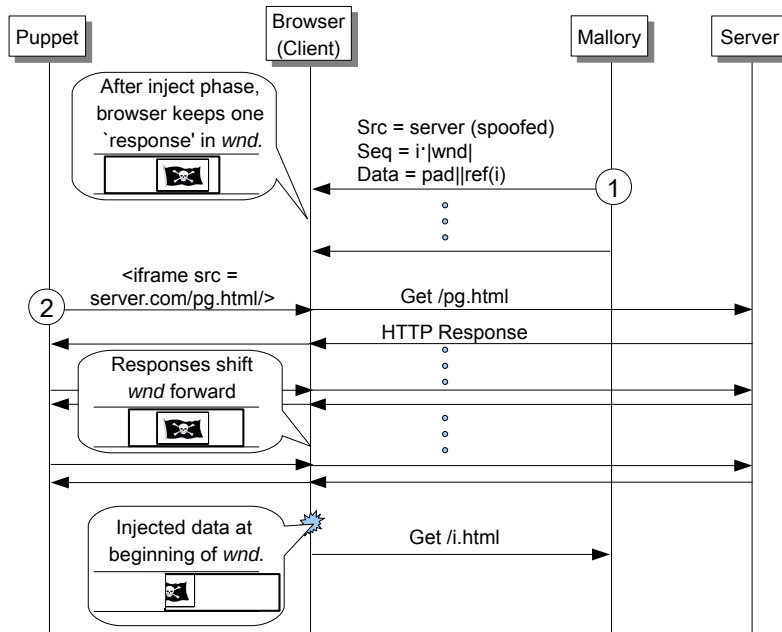 Puppet
Browser
(Client)
Mallory
Server
After inject phase,
browser keeps one
`response' in wnd.
Src = server (spoofed)
Seq = i·|wnd|
Data = pad||ref(i)
1
<iframe src =
server.com/pg.html/>
2
Get /pg.html
HTTP Response
Responses shift
wnd forward
Injected data at
beginning of wnd.
Get /i.html